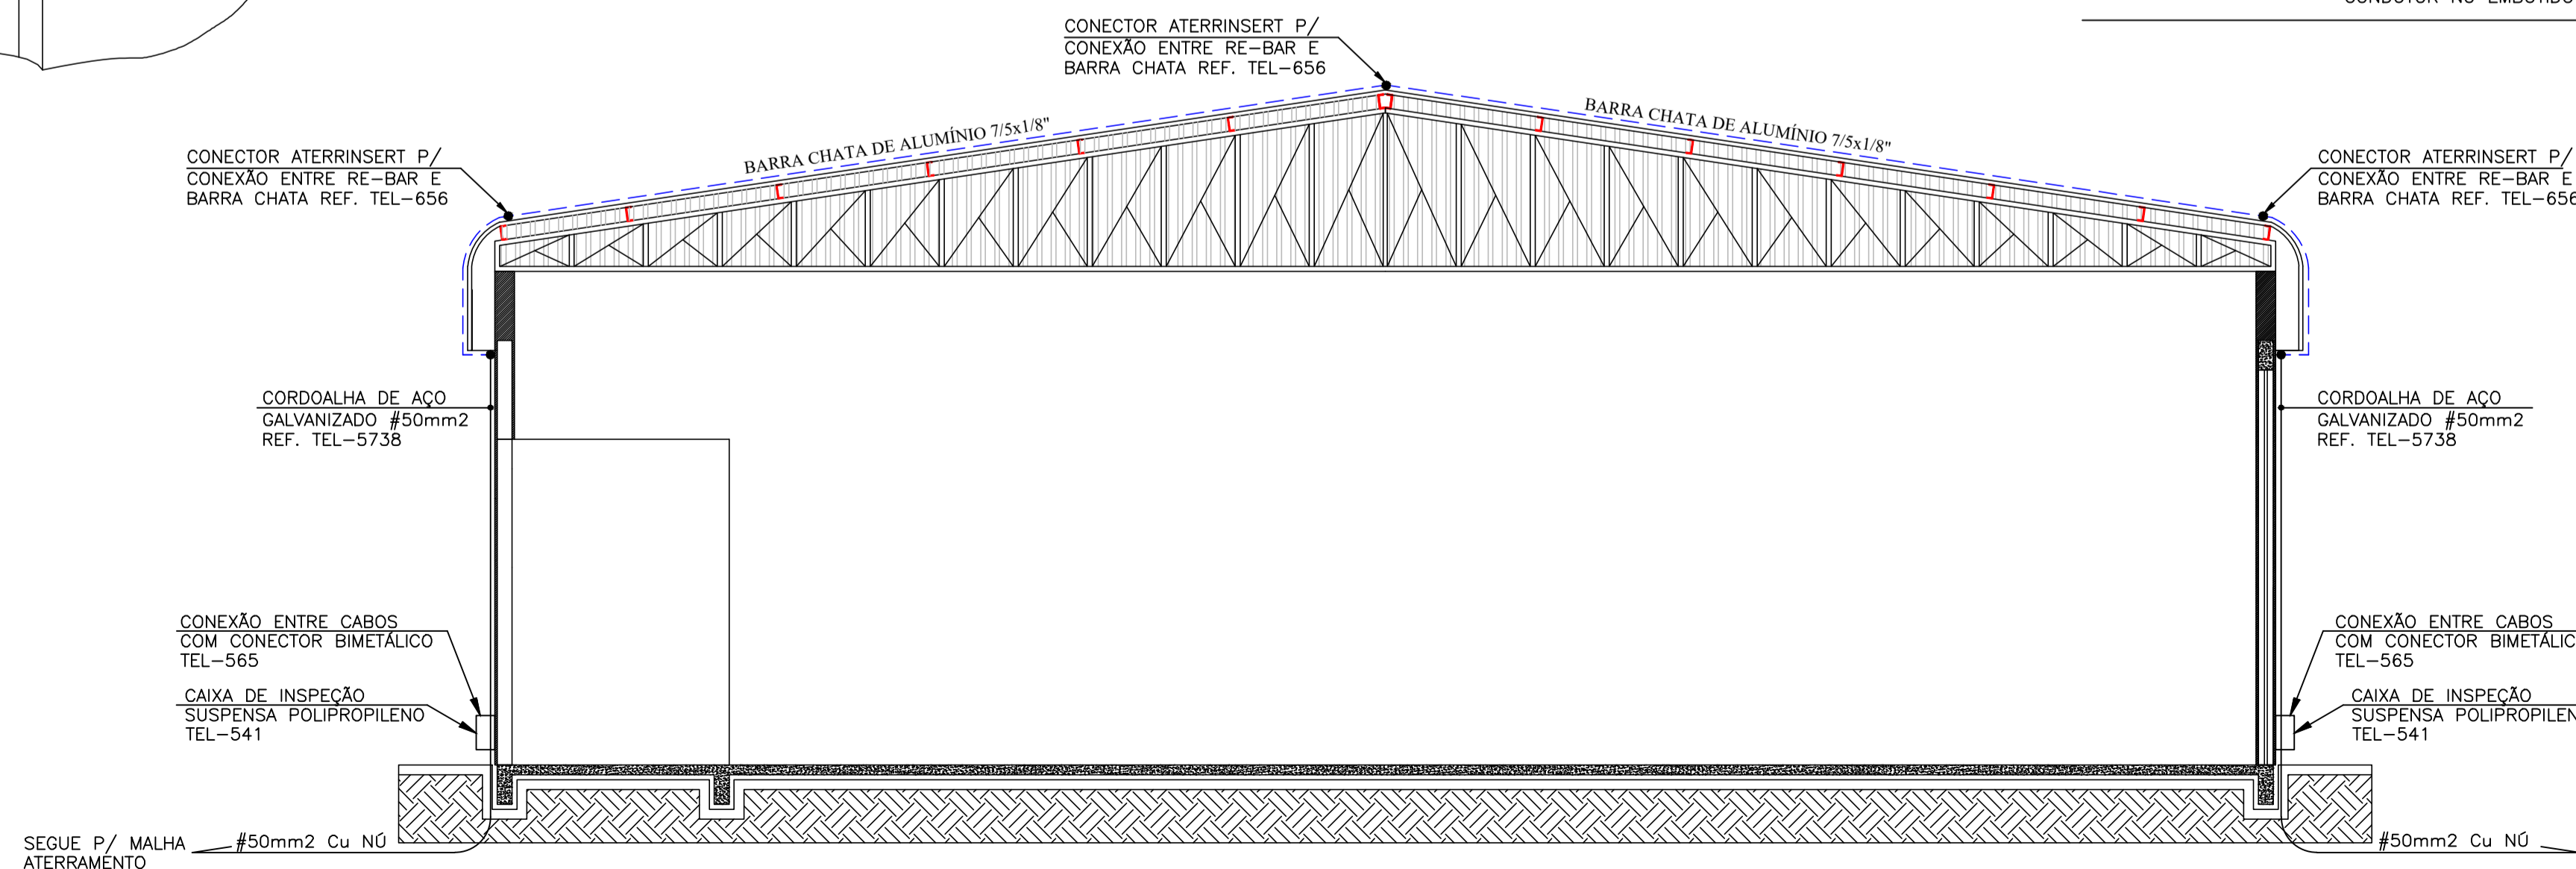 CONECTOR ATERRINSERT P/
CONEXÃO ENTRE RE-BAR E
BARRA CHATA REF. TEL-656
BARRA CHATA DE ALUMÍNIO 7/5x1/8"
BARRA CHATA DE ALUMÍNIO 7/5x1/8"
CONECTOR ATERRINSERT P/
CONEXÃO ENTRE RE-BAR E
BARRA CHATA REF. TEL-656
CONECTOR ATERRINSERT P/
CONEXÃO ENTRE RE-BAR E
BARRA CHATA REF. TEL-656
CORDOALHA DE AÇO
GALVANIZADO #50mm2
REF. TEL-5738
CORDOALHA DE AÇO
GALVANIZADO #50mm2
REF. TEL-5738
CONEXÃO ENTRE CABOS
COM CONECTOR BIMETÁLICO
TEL-565
CAIXA DE INSPEÇÃO
SUSPENSA POLIPROPILENO
TEL-541
CONEXÃO ENTRE CABOS
COM CONECTOR BIMETÁLIC
TEL-565
CAIXA DE INSPEÇÃO
SUSPENSA POLIPROPILEN
TEL-541
SEGUE P/ MALHA
ATERRAMENTO
#50mm2 Cu NÚ
#50mm2 Cu NÚ